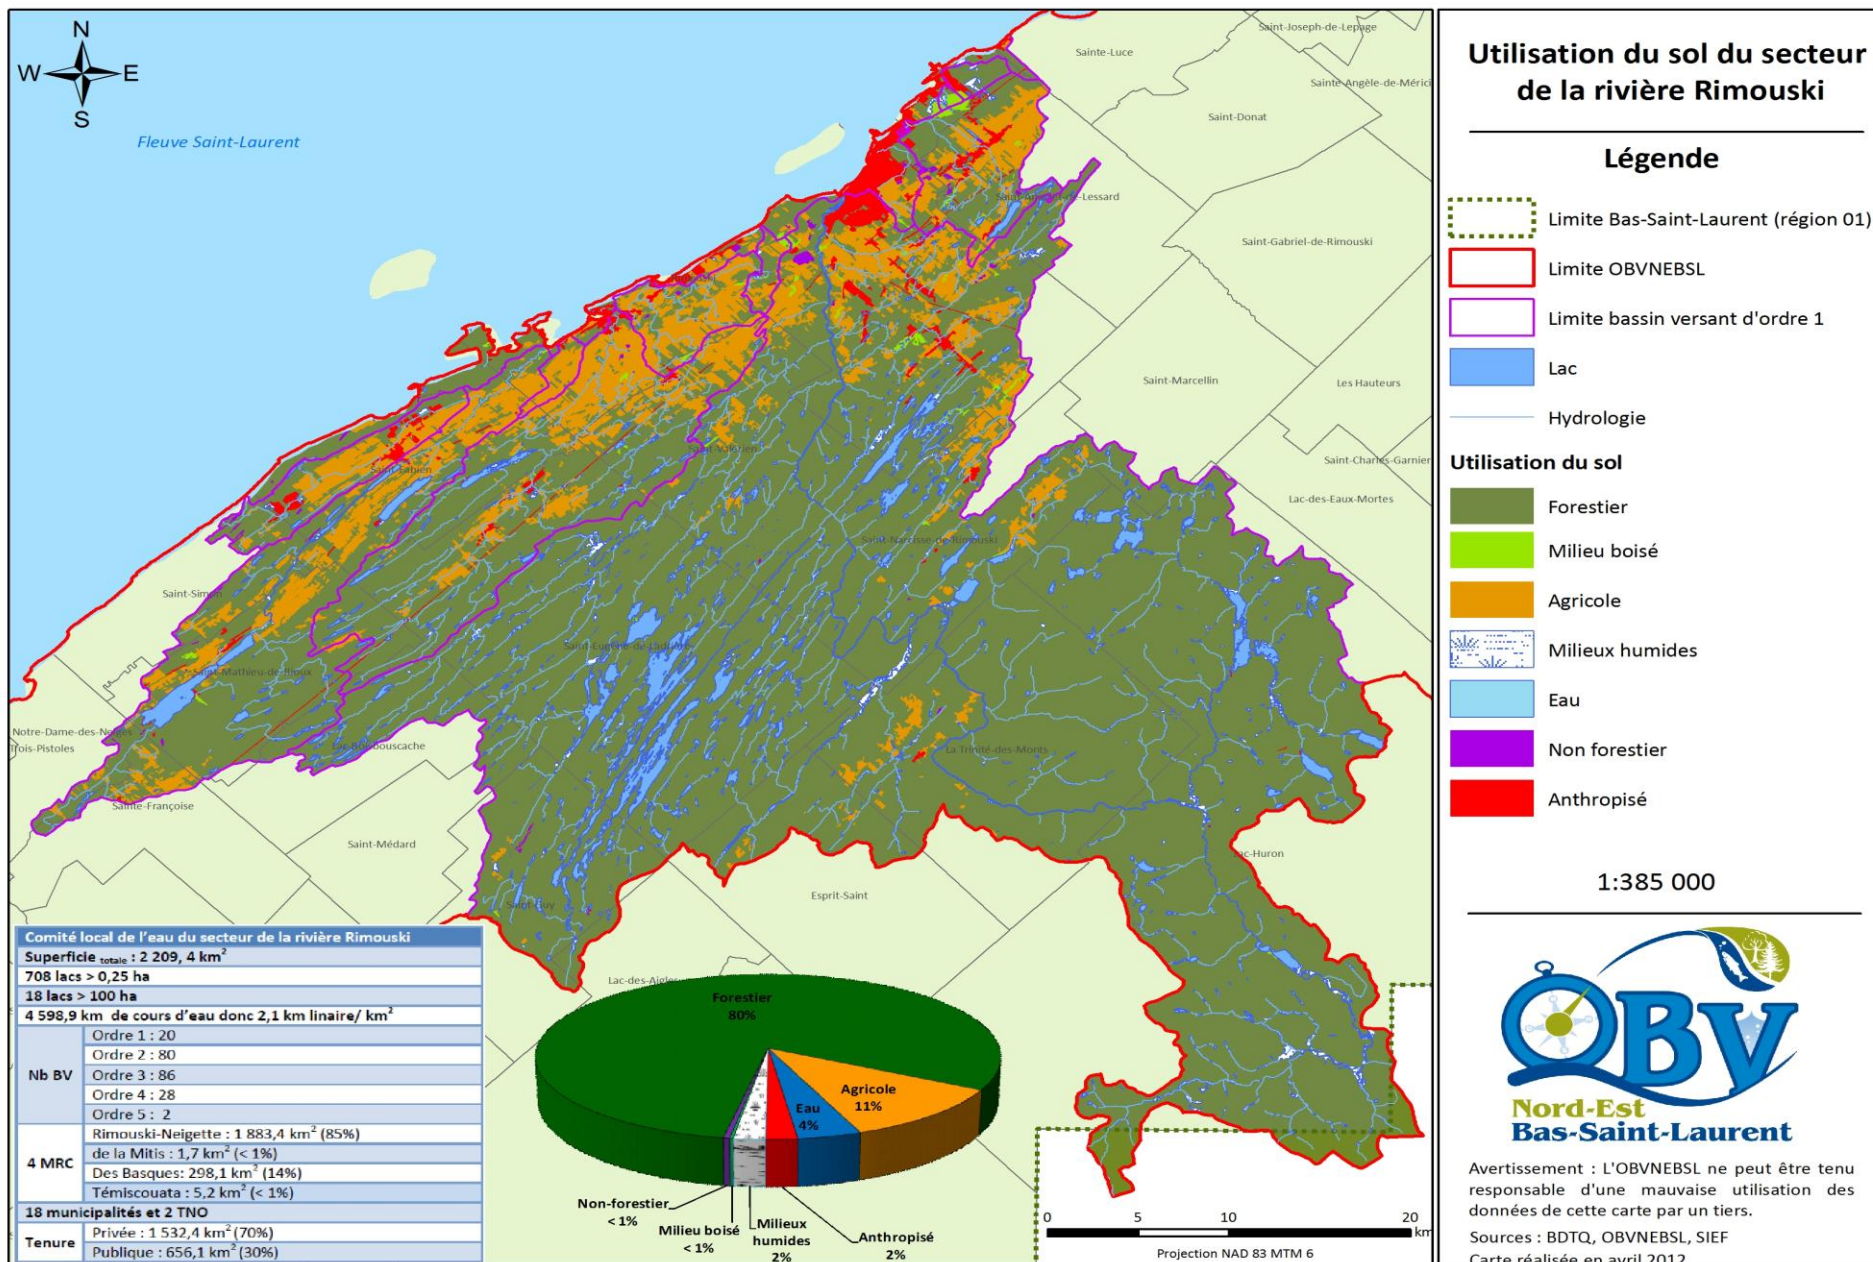 N
W
E
S
Fleuve Saint-Laurent
Saint-Joseph-de-Lepage
Sainte-Luce
Sainte-Angèle-de-Mérici
Saint-Donat
Saint-Anaclet-de-Lessard
Saint-Gabriel-de-Rimouski
Rimouski
Saint-Marcellin
Les Hauteurs
Saint-Charles-Garnier
Lac-des-Eaux-Mortes
Saint-Valérien
Saint-Fabien
Saint-Narcisse-de-Rimouski
Saint-Simon
Saint-Eugène-de-Ladrière
Saint-Mathieu-de-Rioux
Notre-Dame-des-Neiges
Trois-Pistoles
Lac-Boisbouscache
La Trinité-des-Monts
Sainte-Françoise
Saint-Médard
Lac-Huron
Esprit-Saint
Saint-Guy
Lac-des-Aigles
Comité local de l'eau du secteur de la rivière Rimouski
Superficie totale : 2 209, 4 km²
708 lacs > 0,25 ha
18 lacs > 100 ha
4 598,9 km de cours d'eau donc 2,1 km linaire/ km²
Nb BV
Ordre 1 : 20
Ordre 2 : 80
Ordre 3 : 86
Ordre 4 : 28
Ordre 5 : 2
4 MRC
Rimouski-Neigette : 1 883,4 km² (85%)
de la Mitis : 1,7 km² (< 1%)
Des Basques: 298,1 km² (14%)
Témiscouata : 5,2 km² (< 1%)
18 municipalités et 2 TNO
Tenure
Privée : 1 532,4 km² (70%)
Publique : 656,1 km² (30%)
Forestier
80%
Agricole
11%
Eau
4%
Non-forestier
< 1%
Milieu boisé
< 1%
Milieux
humides
2%
Anthropisé
2%
0 5 10 20
km
Projection NAD 83 MTM 6
Utilisation du sol du secteur
de la rivière Rimouski
Légende
Limite Bas-Saint-Laurent (région 01)
Limite OBVNEBSL
Limite bassin versant d'ordre 1
Lac
Hydrologie
Utilisation du sol
Forestier
Milieu boisé
Agricole
Milieux humides
Eau
Non forestier
Anthropisé
1:385 000
OBV
Nord-Est
Bas-Saint-Laurent
Avertissement : L'OBVNEBSL ne peut être tenu
responsable d'une mauvaise utilisation des
données de cette carte par un tiers.
Sources : BDTQ, OBVNEBSL, SIEF
Carte réalisée en avril 2012